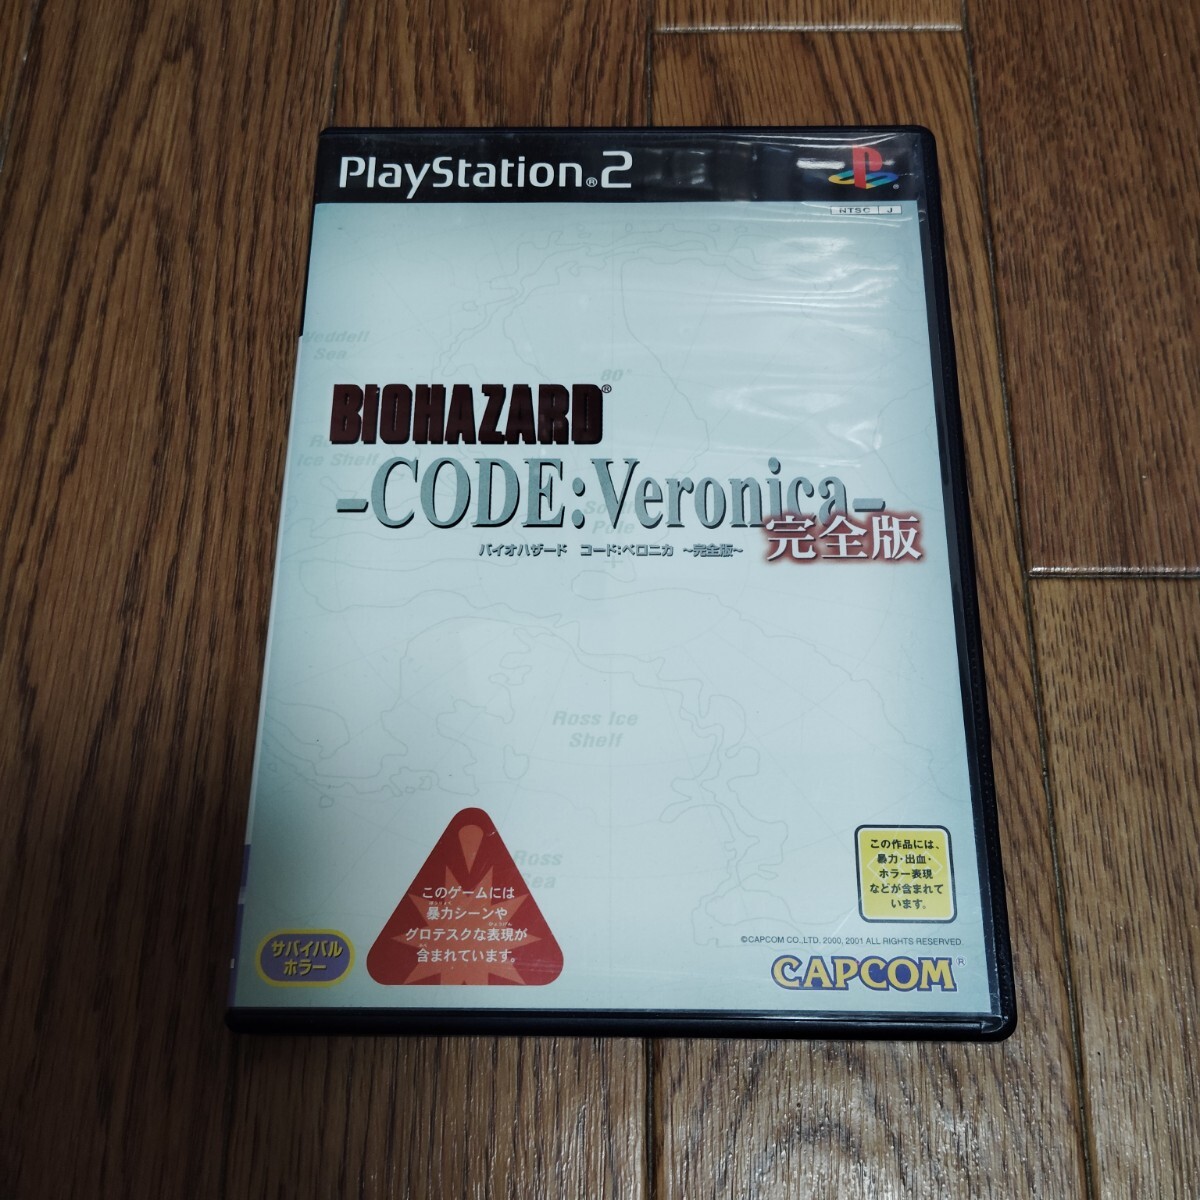 PlayStation®2
NTSC J
Weddell
Sea
80°
BIOHAZARD®
Ice Shelf
-CODE:Veronica-
Pole
完全版
バイオハザード コード:ベロニカ ～完全版～
Ross Ice
Shelf
Ross
Sea
このゲームには
暴力シーンや
グロテスクな表現が
含まれています。
この作品には、
暴力・出血・
ホラー表現
などが含まれて
います。
サバイバル
ホラー
©CAPCOM CO.,LTD. 2000, 2001 ALL RIGHTS RESERVED.
CAPCOM®